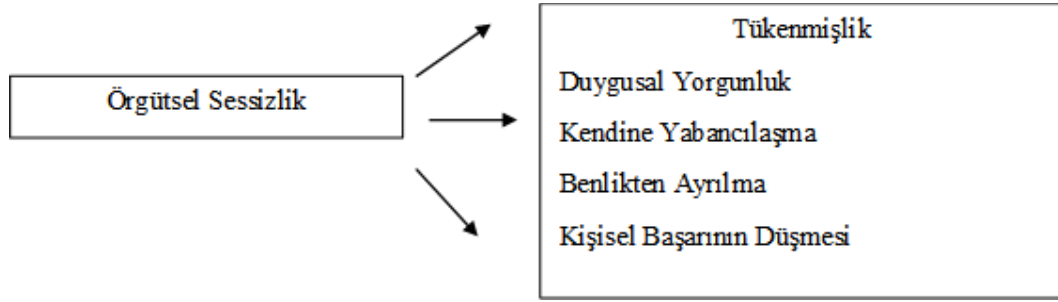 Örgütsel Sessizlik
Tükenmişlik
Duygusal Yorgunluk
Kendine Yabancılaşma
Benlikten Ayrılma
Kişisel Başarının Düşmesi